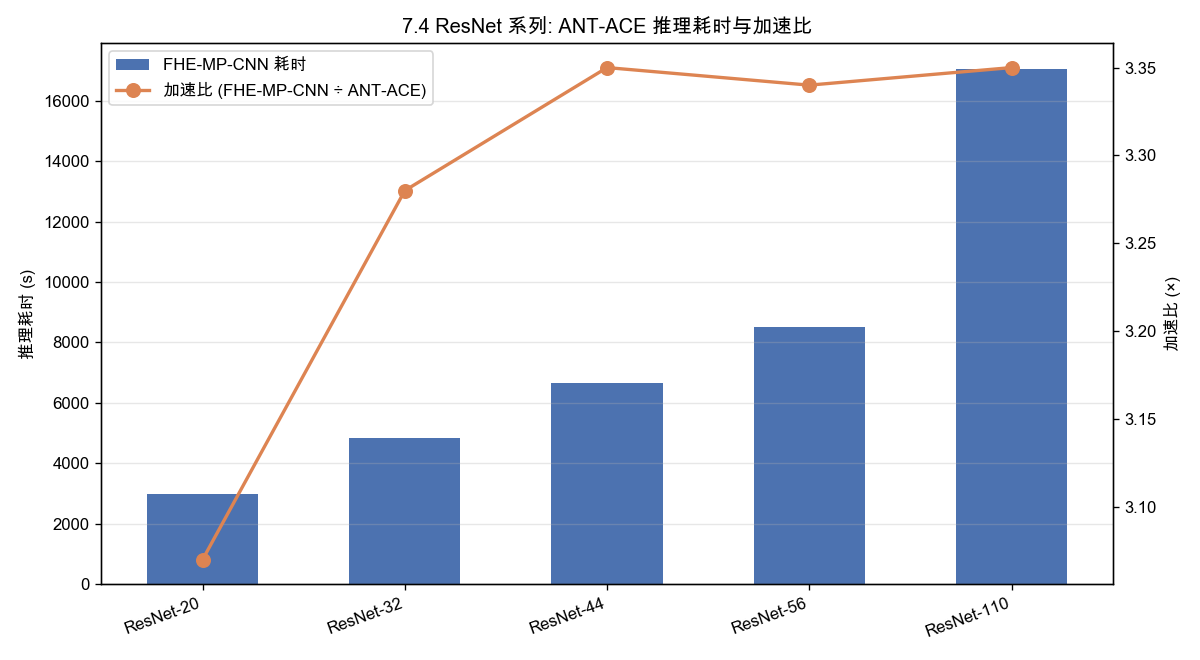 7.4 ResNet 系列: ANT-ACE 推理耗时与加速比
FHE-MP-CNN 耗时
加速比 (FHE-MP-CNN ÷ ANT-ACE)
推理耗时 (s)
16000
14000
12000
10000
8000
6000
4000
2000
0
3.35
3.30
3.25
3.20
3.15
3.10
加速比 (×)
ResNet-20
ResNet-32
ResNet-44
ResNet-56
ResNet-110